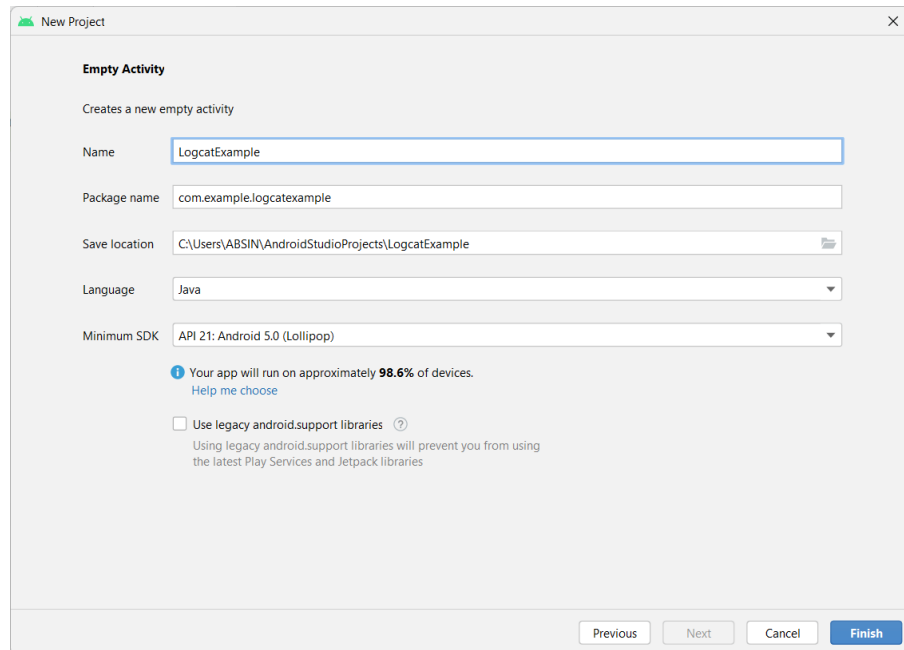 New Project
Empty Activity
Creates a new empty activity
Name LogcatExample
Package name com.example.logcatexample
Save location C:\Users\ABSIN\AndroidStudioProjects\LogcatExample
Language Java
Minimum SDK API 21: Android 5.0 (Lollipop)
Your app will run on approximately 98.6% of devices.
Help me choose
Use legacy android.support libraries ?
Using legacy android.support libraries will prevent you from using
the latest Play Services and Jetpack libraries
Previous Next Cancel Finish